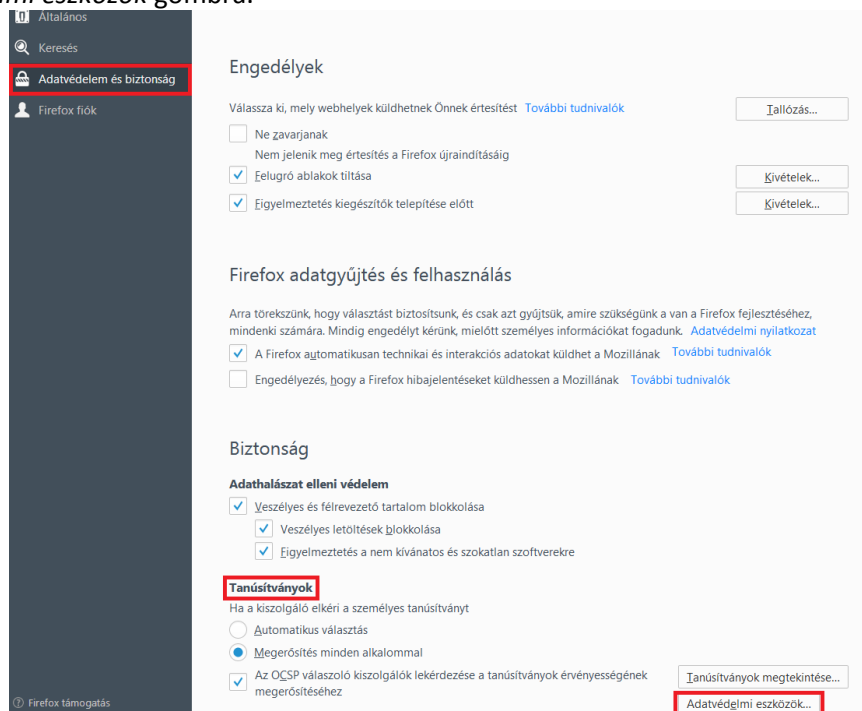 eszközök gombra.
Általános
Keresés
Adatvédelem és biztonság
Firefox fiók
Firefox támogatás
Engedélyek
Válassza ki, mely webhelyek küldhetnek Önnek értesítést További tudnivalók
Tallózás...
Ne zavarjanak
Nem jelenik meg értesítés a Firefox újraindításáig
Felugró ablakok tiltása
Kivételek...
Figyelmeztetés kiegészítők telepítése előtt
Kivételek...
Firefox adatgyűjtés és felhasználás
Arra törekszünk, hogy választást biztosítsunk, és csak azt gyűjtsük, amire szükségünk a van a Firefox fejlesztéséhez,
mindenki számára. Mindig engedélyt kérünk, mielőtt személyes információkat fogadunk. Adatvédelmi nyilatkozat
A Firefox automatikusan technikai és interakciós adatokat küldhet a Mozillának További tudnivalók
Engedélyezés, hogy a Firefox hibajelentéseket küldhessen a Mozillának További tudnivalók
Biztonság
Adathalászat elleni védelem
Veszélyes és félrevezető tartalom blokkolása
Veszélyes letöltések blokkolása
Figyelmeztetés a nem kívánatos és szokatlan szoftverekre
Tanúsítványok
Ha a kiszolgáló elkéri a személyes tanúsítványt
Automatikus választás
Megerősítés minden alkalommal
Az OCSP válaszoló kiszolgálók lekérdezése a tanúsítványok érvényességének
megerősítéséhez
Tanúsítványok megtekintése...
Adatvédelmi eszközök...